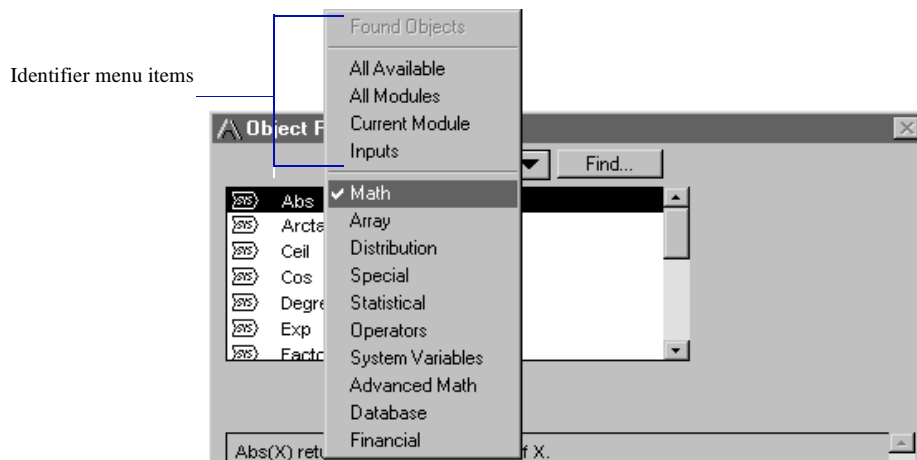 Found Objects
All Available
Identifier menu items
All Modules
Current Module
Object F
Inputs
Find...
Math
Abs
Array
Arcta
Distribution
Ceil
Special
Cos
Statistical
Degre
Operators
Exp
System Variables
Facto
Advanced Math
Database
Financial
Abs(X) retu f X.